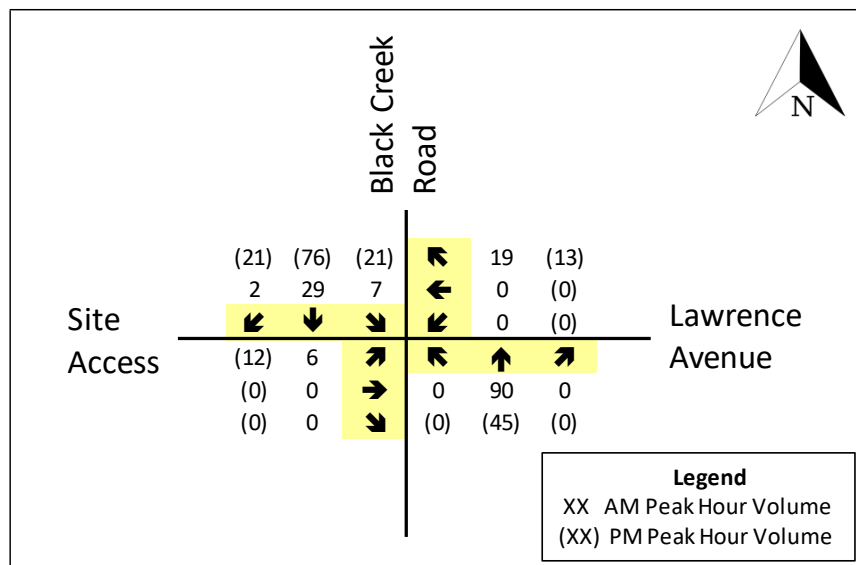 Black Creek
Road
N
(21) (76) (21) 19 (13)
2 29 7 0 (0)
0 (0)
Site
Access
Lawrence
Avenue
(12) 6
(0) 0 0 90 0
(0) 0 (0) (45) (0)
Legend
XX AM Peak Hour Volume
(XX) PM Peak Hour Volume